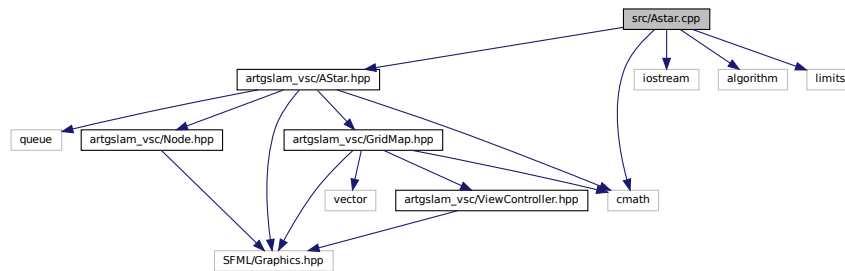 src/Astar.cpp
artgslam_vsc/AStar.hpp
iostream
algorithm
limits
queue
artgslam_vsc/Node.hpp
artgslam_vsc/GridMap.hpp
vector
artgslam_vsc/ViewController.hpp
cmath
SFML/Graphics.hpp